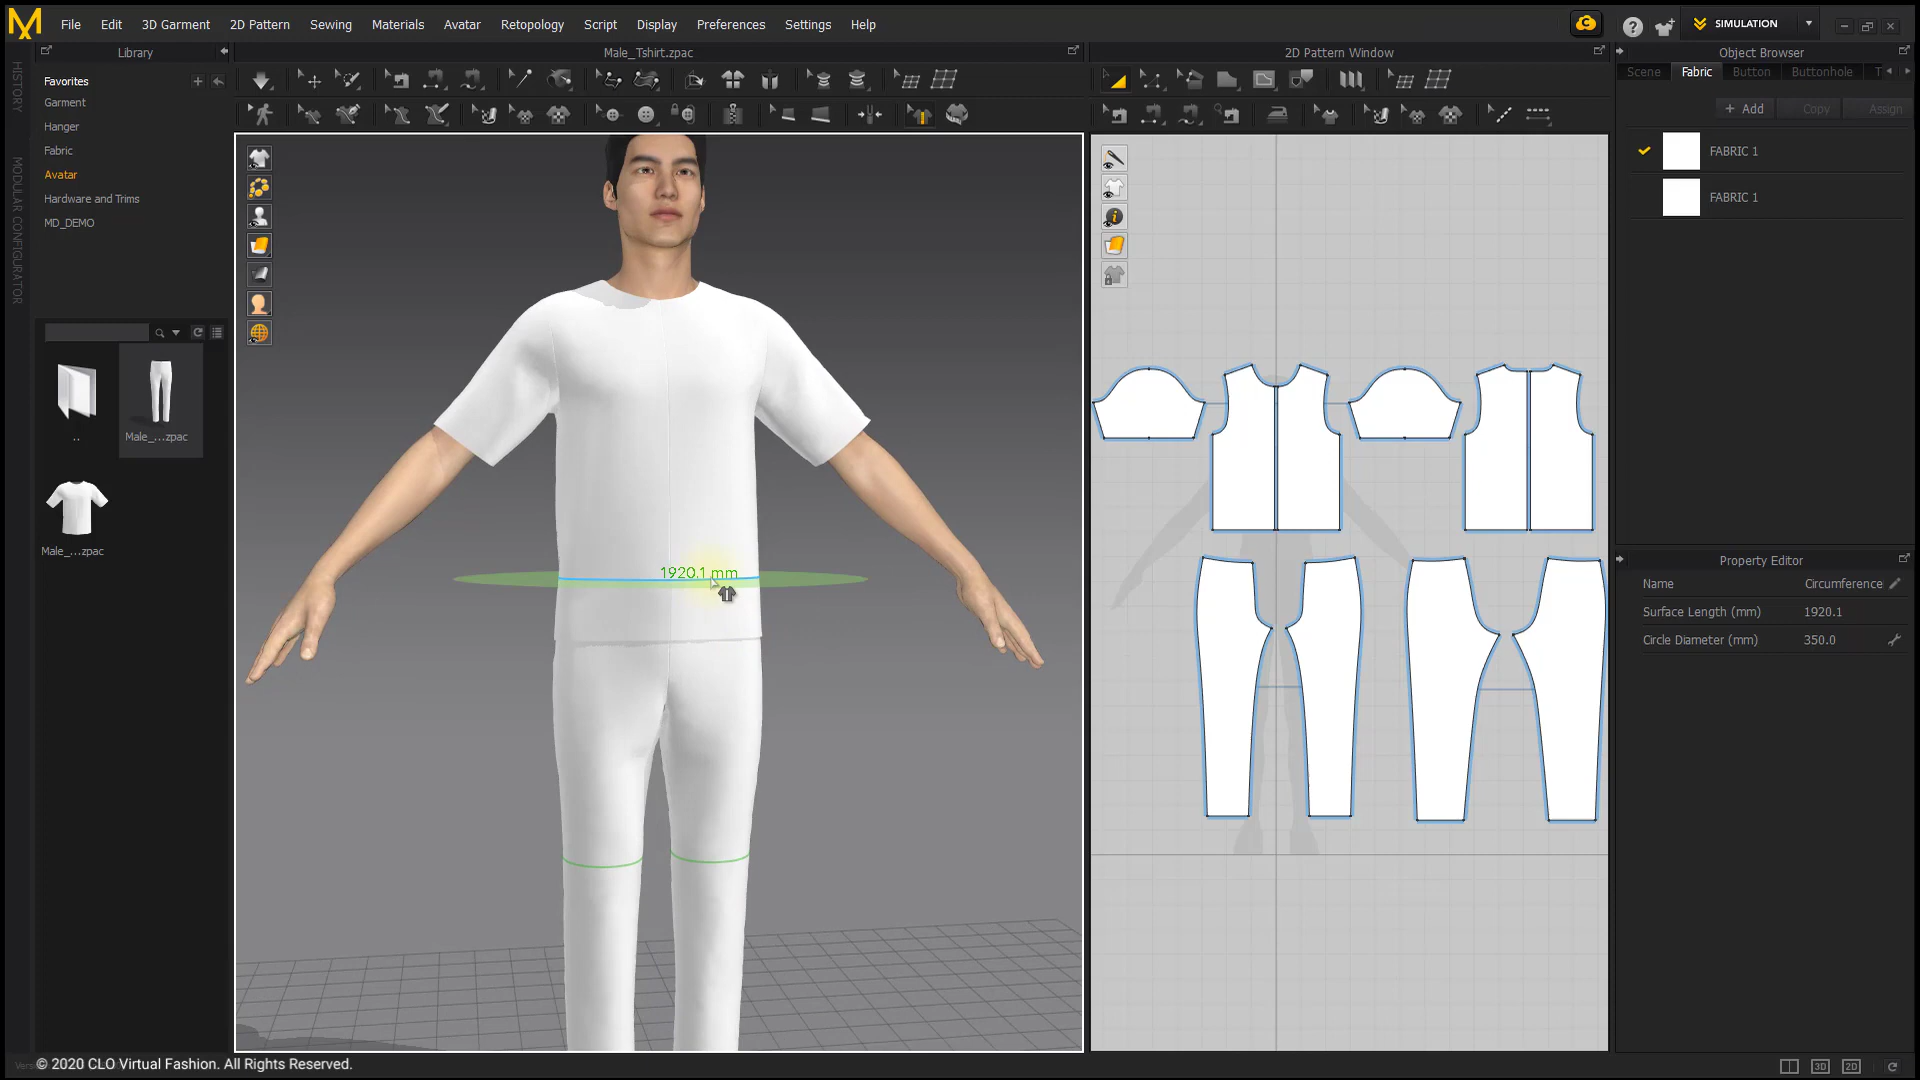 File Edit 3D Garment 2D Pattern Sewing Materials Avatar Retopology Script Display Preferences Settings Help
SIMULATION
Library
Male_Tshirt.zpac
2D Pattern Window
Object Browser
HISTORY
MODULAR CONFIGURATOR
Favorites
Garment
Hanger
Fabric
Avatar
Hardware and Trims
MD_DEMO
..
Male_...zpac
Male_...zpac
1920.1 mm
Scene Fabric Button Buttonhole T
+ Add Copy Assign
FABRIC 1
FABRIC 1
Property Editor
Name Circumference
Surface Length (mm) 1920.1
Circle Diameter (mm) 350.0
© 2020 CLO Virtual Fashion. All Rights Reserved.
3D 2D